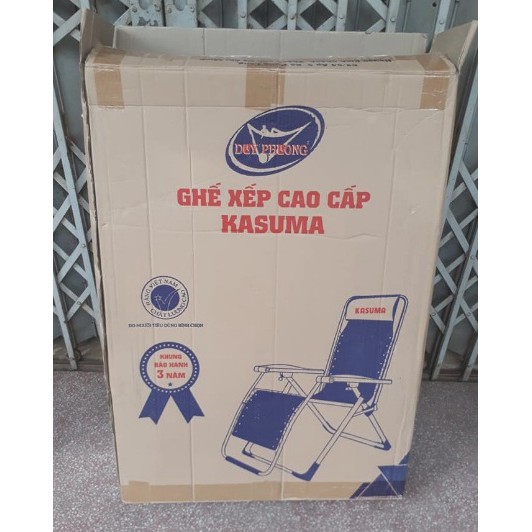 DUY PHƯƠNG
GHẾ XẾP CAO CẤP
KASUMA
HÀNG VIỆT NAM
CHẤT LƯỢNG CAO
DO NGƯỜI TIÊU DÙNG BÌNH CHỌN
KHUNG
BẢO HÀNH
3 NĂM
KASUMA